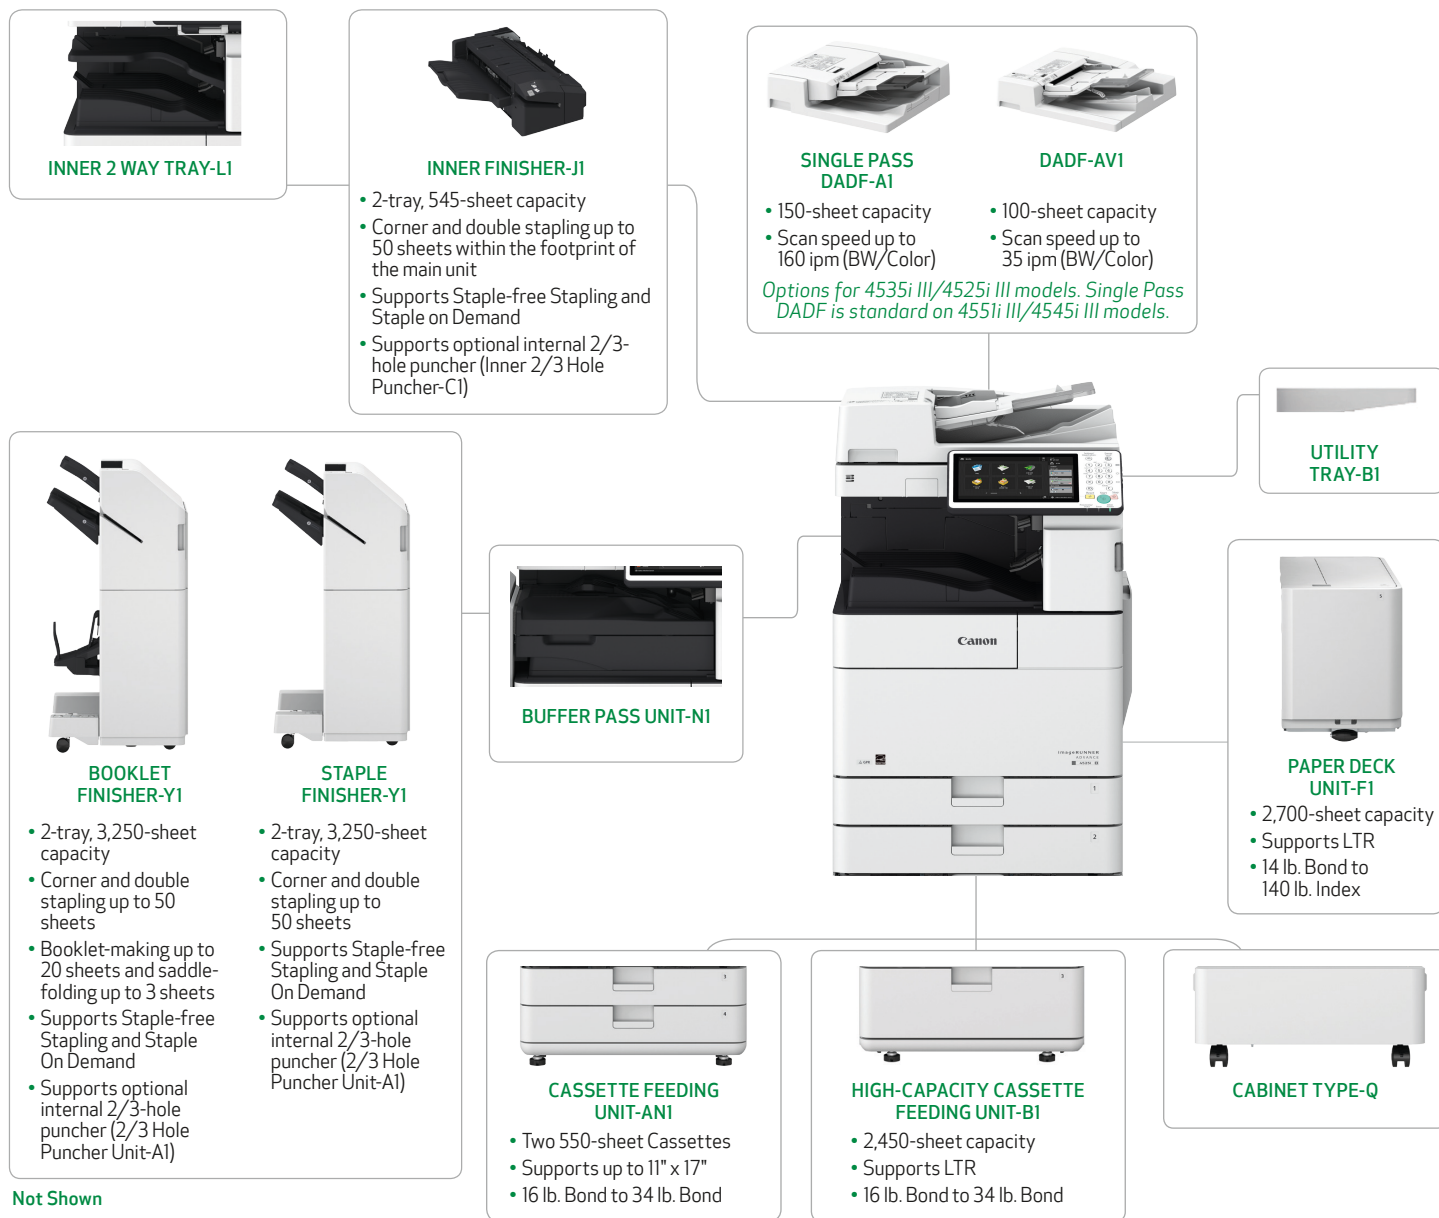 INNER 2 WAY TRAY-L1
INNER FINISHER-J1
• 2-tray, 545-sheet capacity
• Corner and double stapling up to
50 sheets within the footprint of
the main unit
• Supports Staple-free Stapling and
Staple on Demand
• Supports optional internal 2/3-
hole puncher (Inner 2/3 Hole
Puncher-C1)
SINGLE PASS
DADF-A1
• 150-sheet capacity
• Scan speed up to
160 ipm (BW/Color)
DADF-AV1
• 100-sheet capacity
• Scan speed up to
35 ipm (BW/Color)
Options for 4535i III/4525i III models. Single Pass
DADF is standard on 4551i III/4545i III models.
UTILITY
TRAY-B1
BOOKLET
FINISHER-Y1
• 2-tray, 3,250-sheet
capacity
• Corner and double
stapling up to 50
sheets
• Booklet-making up to
20 sheets and saddle-
folding up to 3 sheets
• Supports Staple-free
Stapling and Staple
On Demand
• Supports optional
internal 2/3-hole
puncher (2/3 Hole
Puncher Unit-A1)
STAPLE
FINISHER-Y1
• 2-tray, 3,250-sheet
capacity
• Corner and double
stapling up to
50 sheets
• Supports Staple-free
Stapling and Staple
On Demand
• Supports optional
internal 2/3-hole
puncher (2/3 Hole
Puncher Unit-A1)
BUFFER PASS UNIT-N1
Canon
imageRUNNER
ADVANCE
1
2
PAPER DECK
UNIT-F1
• 2,700-sheet capacity
• Supports LTR
• 14 lb. Bond to
140 lb. Index
3
4
CASSETTE FEEDING
UNIT-AN1
• Two 550-sheet Cassettes
• Supports up to 11" x 17"
• 16 lb. Bond to 34 lb. Bond
3
HIGH-CAPACITY CASSETTE
FEEDING UNIT-B1
• 2,450-sheet capacity
• Supports LTR
• 16 lb. Bond to 34 lb. Bond
CABINET TYPE-Q
Not Shown